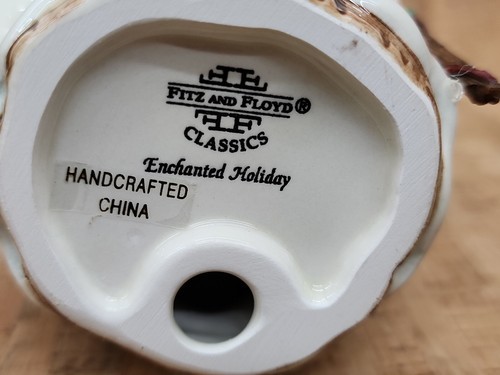 FITZ AND FLOYD®
CLASSICS
Enchanted Holiday
HANDCRAFTED
CHINA